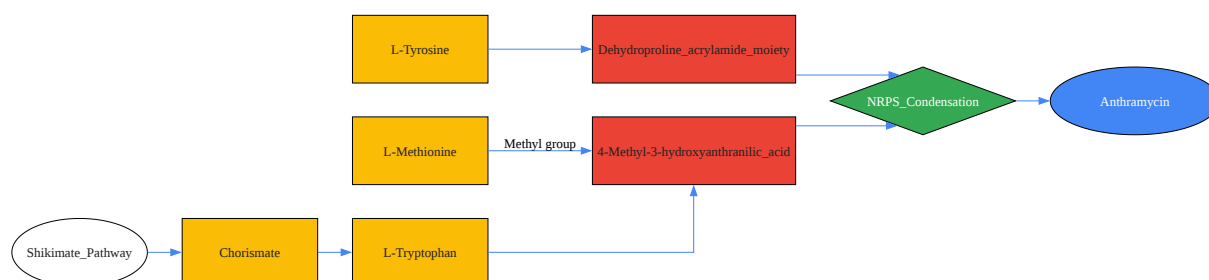 L-Tyrosine
Dehydroproline_acrylamide_moiety
NRPS_Condensation
Anthramycin
L-Methionine
Methyl group
4-Methyl-3-hydroxyanthranilic_acid
Shikimate_Pathway
Chorismate
L-Tryptophan